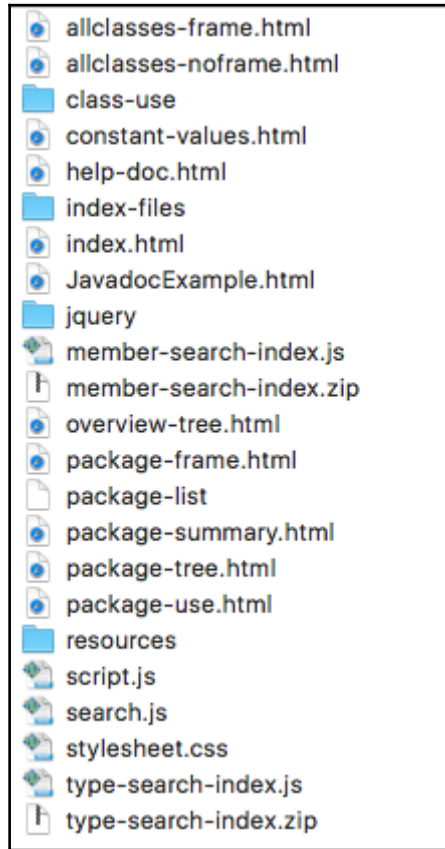 allclasses-frame.html
allclasses-noframe.html
class-use
constant-values.html
help-doc.html
index-files
index.html
JavadocExample.html
jquery
member-search-index.js
member-search-index.zip
overview-tree.html
package-frame.html
package-list
package-summary.html
package-tree.html
package-use.html
resources
script.js
search.js
stylesheet.css
type-search-index.js
type-search-index.zip